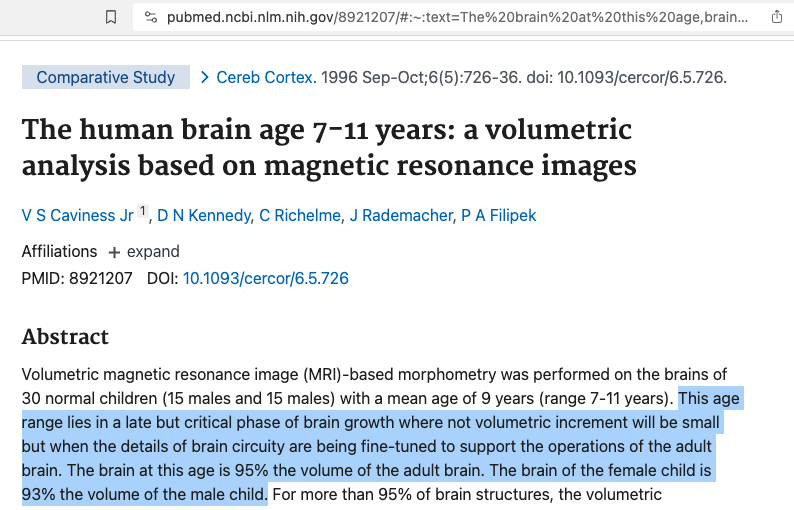 pubmed.ncbi.nlm.nih.gov/8921207/#:~:text=The%20brain%20at%20this%20age,brain...
Comparative Study > Cereb Cortex. 1996 Sep-Oct;6(5):726-36. doi: 10.1093/cercor/6.5.726.
The human brain age 7-11 years: a volumetric
analysis based on magnetic resonance images
V S Caviness Jr 1, D N Kennedy, C Richelme, J Rademacher, P A Filipek
Affiliations + expand
PMID: 8921207 DOI: 10.1093/cercor/6.5.726
Abstract
Volumetric magnetic resonance image (MRI)-based morphometry was performed on the brains of
30 normal children (15 males and 15 males) with a mean age of 9 years (range 7-11 years). This age
range lies in a late but critical phase of brain growth where not volumetric increment will be small
but when the details of brain circuity are being fine-tuned to support the operations of the adult
brain. The brain at this age is 95% the volume of the adult brain. The brain of the female child is
93% the volume of the male child. For more than 95% of brain structures, the volumetric